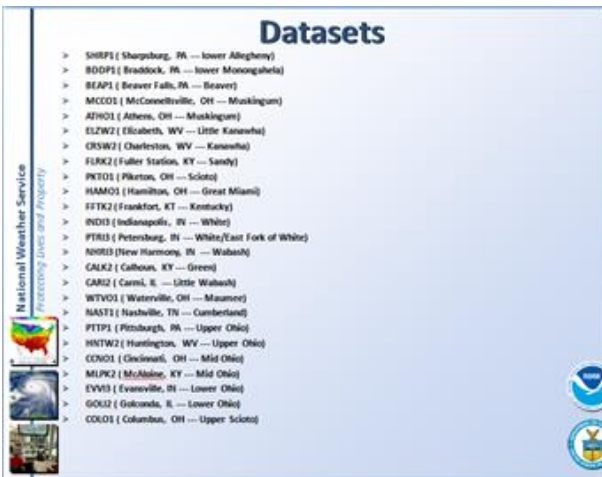 Datasets
SHRP1 ( Sharpsburg, PA --- lower Allegheny)
BDDP1 ( Braddock, PA --- lower Monongahela)
BEAP1 ( Beaver Falls, PA --- Beaver)
MCCO1 ( McConnellsville, OH --- Muskingum)
ATHO1 ( Athens, OH --- Muskingum)
ELZW2 ( Elizabeth, WV --- Little Kanawha)
CRSW2 ( Charleston, WV --- Kanawha)
FLRK2 ( Fuller Station, KY --- Sandy)
PKTO1 ( Piketon, OH --- Scioto)
HAMO1 ( Hamilton, OH --- Great Miami)
FFTK2 ( Frankfort, KT --- Kentucky)
INDI3 ( Indianapolis, IN --- White)
PTRI3 ( Petersburg, IN --- White/East Fork of White)
NHRI3 (New Harmony, IN --- Wabash)
CALK2 ( Calhoun, KY --- Green)
CARI2 ( Carmi, IL --- Little Wabash)
WTVO1 ( Waterville, OH --- Maumee)
NAST1 ( Nashville, TN --- Cumberland)
PTTP1 ( Pittsburgh, PA --- Upper Ohio)
HNTW2 ( Huntington, WV --- Upper Ohio)
CCNO1 ( Cincinnati, OH --- Mid Ohio)
MLPK2 ( McAlpine, KY --- Mid Ohio)
EVVI3 ( Evansville, IN --- Lower Ohio)
GOLI2 ( Golconda, IL --- Lower Ohio)
COLO1 ( Columbus, OH --- Upper Scioto)
National Weather Service
Protecting Lives and Property
NOAA